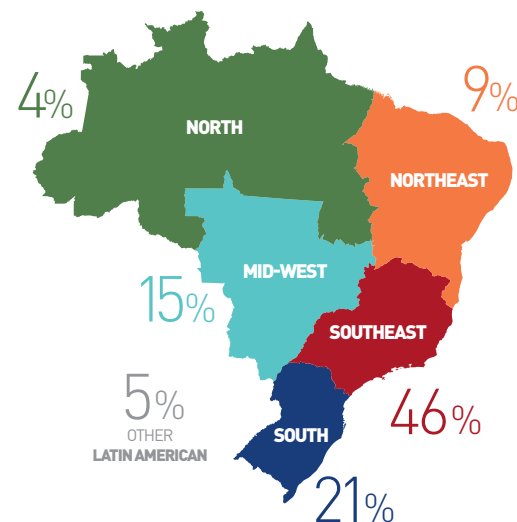 4%
NORTH
9%
NORTHEAST
MID-WEST
15%
SOUTHEAST
46%
5%
OTHER
LATIN AMERICAN
SOUTH
21%